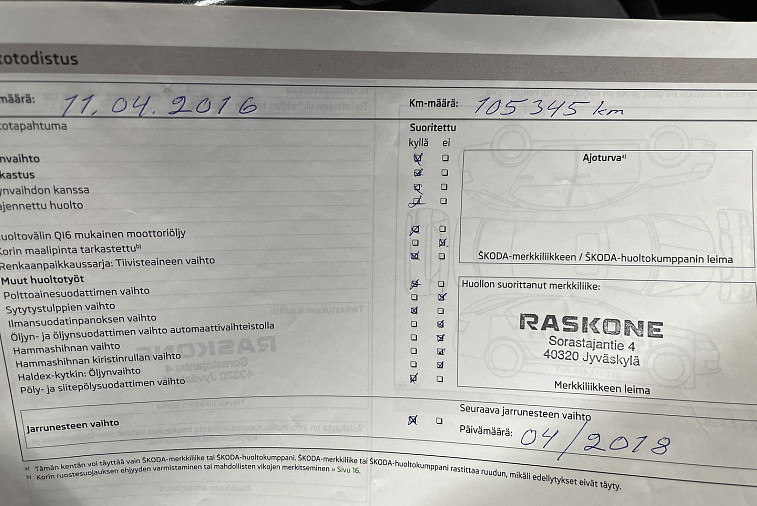 otodistus
määrä: 11.04.2016
Km-määrä: 105 345 km
otapahtuma
Suoritettu
kyllä ei
nvaihto
kastus
ynvaihdon kanssa
ajennettu huolto
Ajoturva a)
uoltovälin QI6 mukainen moottoriöljy
Korin maalipinta tarkastettu b)
Renkaanpaikkaussarja: Tiivisteaineen vaihto
ŠKODA-merkkiliikkeen / ŠKODA-huoltokumppanin leima
Muut huoltotyöt
Polttoainesuodattimen vaihto
Sytytystulppien vaihto
Ilmansuodatinpanoksen vaihto
Öljyn- ja öljynsuodattimen vaihto automaattivaihteistolla
Hammashihnan vaihto
Hammashihnan kiristinrullan vaihto
Haldex-kytkin: Öljynvaihto
Pöly- ja siitepölysuodattimen vaihto
Huollon suorittanut merkkiliike:
RASKONE
Sorastajantie 4
40320 Jyväskylä
Merkkiliikkeen leima
Jarrunesteen vaihto
Seuraava jarrunesteen vaihto
Päivämäärä: 04/2018
a) Tämän kentän voi täyttää vain ŠKODA-merkkiliike tai ŠKODA-huoltokumppani. ŠKODA-merkkiliike tai ŠKODA-huoltokumppani rastittaa ruudun, mikäli edellytykset eivät täyty.
b) Korin ruostesuojauksen ehjyyden varmistaminen tai mahdollisten vikojen merkitseminen » Sivu 16.